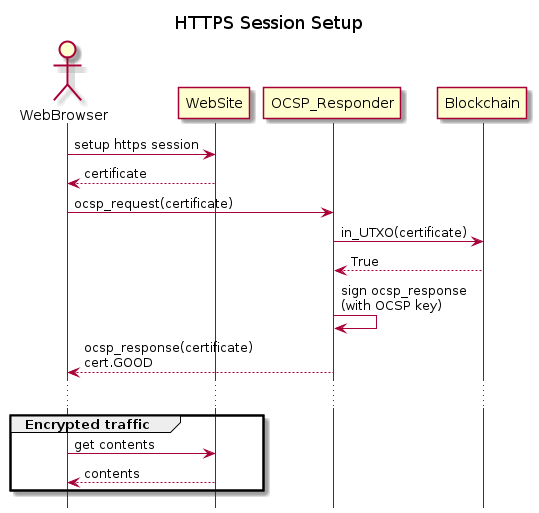 HTTPS Session Setup
WebBrowser
WebSite
OCSP_Responder
Blockchain
setup https session
certificate
ocsp_request(certificate)
in_UTXO(certificate)
True
sign ocsp_response
(with OCSP key)
ocsp_response(certificate)
cert.GOOD
Encrypted traffic
get contents
contents